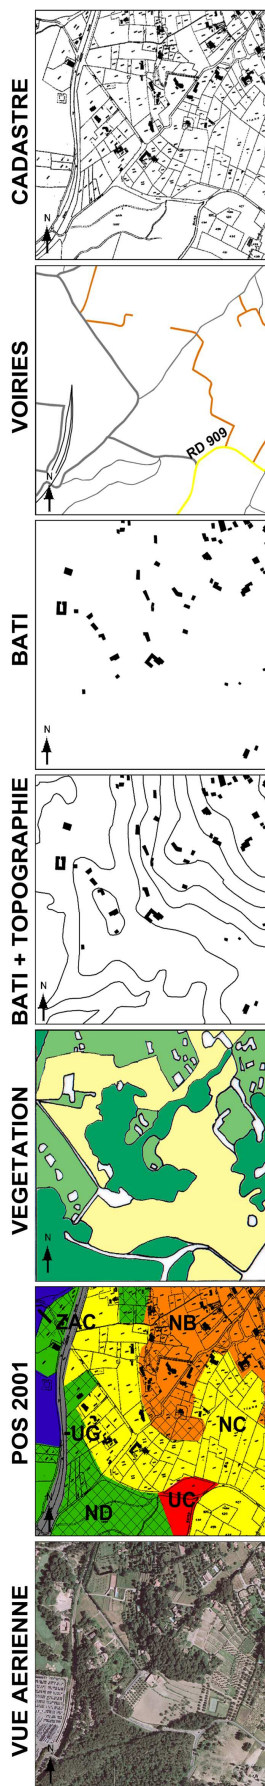 CADASTRE
N
VOIRIES
RD 909
N
BATI
N
BATI + TOPOGRAPHIE
N
VEGETATION
N
POS 2001
ZAC
NB
UG
NC
UC
ND
VUE AERIENNE
N